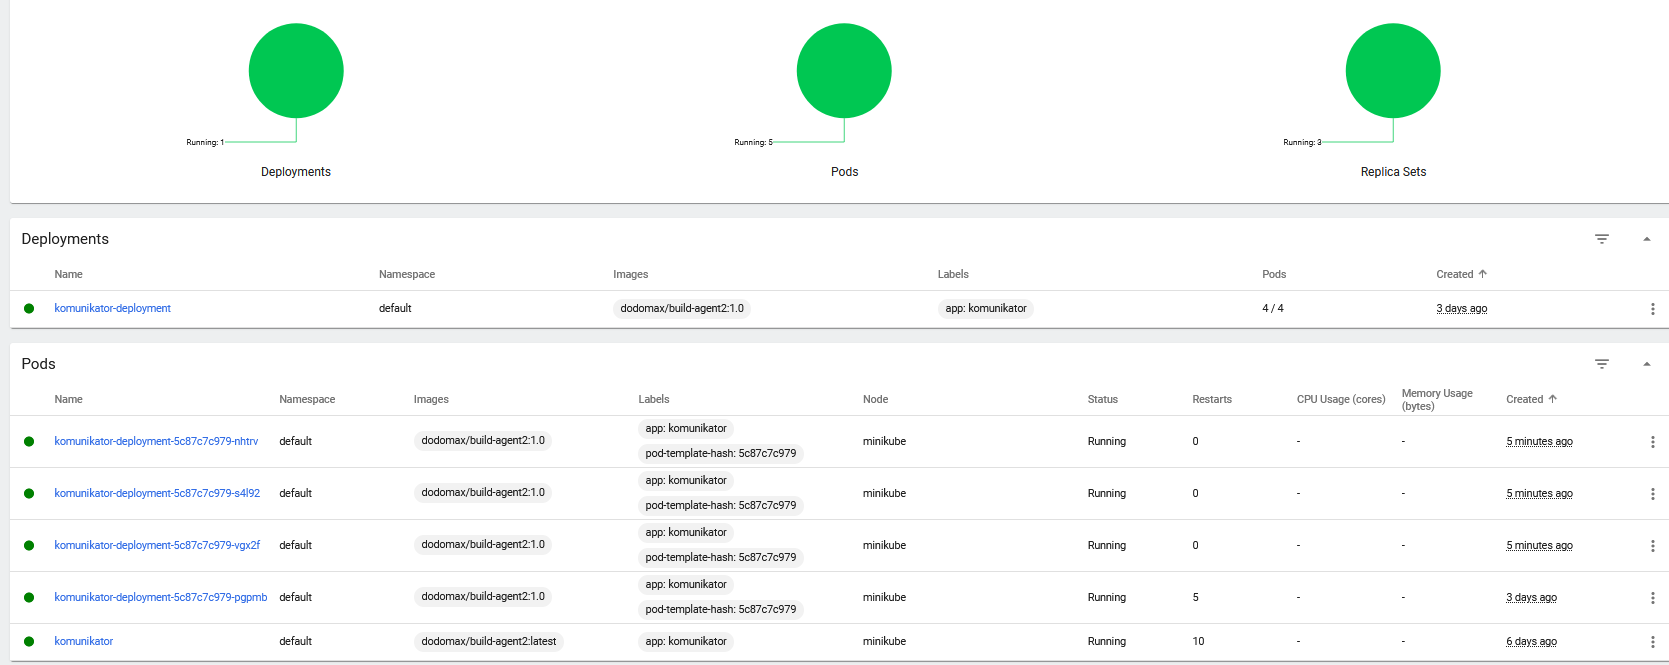 Running: 1
Running: 5
Running: 3
Deployments
Pods
Replica Sets
Deployments
Name Namespace Images Labels Pods Created
komunikator-deployment default dodomax/build-agent2:1.0 app: komunikator 4 / 4 3 days ago
Pods
Name Namespace Images Labels Node Status Restarts CPU Usage (cores) Memory Usage (bytes) Created
komunikator-deployment-5c87c7c979-nhtrv default dodomax/build-agent2:1.0 app: komunikator pod-template-hash: 5c87c7c979 minikube Running 0 - - 5 minutes ago
komunikator-deployment-5c87c7c979-s4l92 default dodomax/build-agent2:1.0 app: komunikator pod-template-hash: 5c87c7c979 minikube Running 0 - - 5 minutes ago
komunikator-deployment-5c87c7c979-vgx2f default dodomax/build-agent2:1.0 app: komunikator pod-template-hash: 5c87c7c979 minikube Running 0 - - 5 minutes ago
komunikator-deployment-5c87c7c979-pgpmb default dodomax/build-agent2:1.0 app: komunikator pod-template-hash: 5c87c7c979 minikube Running 5 - - 3 days ago
komunikator default dodomax/build-agent2:latest app: komunikator minikube Running 10 - - 6 days ago